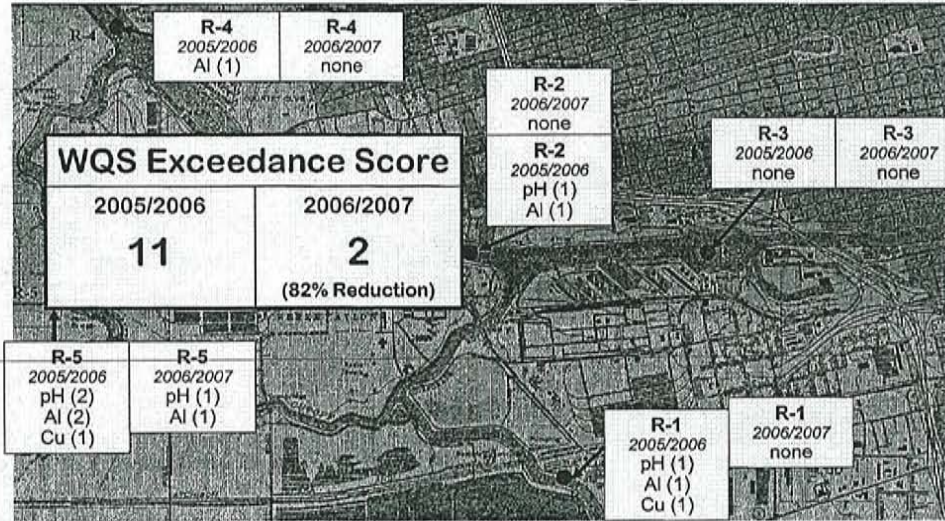 R-4
R-4
2005/2006
Al (1)
R-4
2006/2007
none
R-2
2006/2007
none
R-2
2005/2006
pH (1)
Al (1)
R-3
2005/2006
none
R-3
2006/2007
none
WQS Exceedance Score
2005/2006
11
2006/2007
2
(82% Reduction)
R-5
2005/2006
pH (2)
Al (2)
Cu (1)
R-5
2006/2007
pH (1)
Al (1)
R-1
2005/2006
pH (1)
Al (1)
Cu (1)
R-1
2006/2007
none